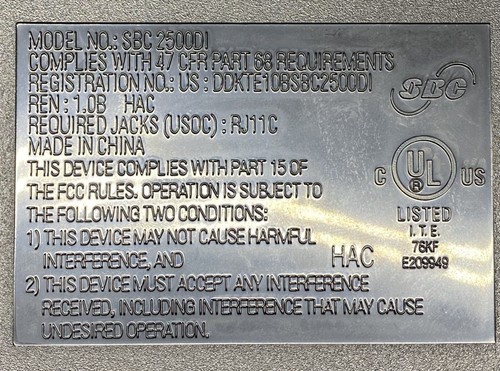 MODEL NO.: SBC 2500DI
COMPLIES WITH 47 CFR PART 68 REQUIREMENTS
REGISTRATION NO.: US : DDKTE10BSBC2500DI
REN : 1.0B HAC
REQUIRED JACKS (USOC) : RJ11C
MADE IN CHINA
THIS DEVICE COMPLIES WITH PART 15 OF
THE FCC RULES. OPERATION IS SUBJECT TO
THE FOLLOWING TWO CONDITIONS:
1) THIS DEVICE MAY NOT CAUSE HARMFUL
INTERFERENCE, AND
HAC
2) THIS DEVICE MUST ACCEPT ANY INTERFERENCE
RECEIVED, INCLUDING INTERFERENCE THAT MAY CAUSE
UNDESIRED OPERATION.
SBC
C UL ® US
LISTED
I.T.E.
76KF
E209949